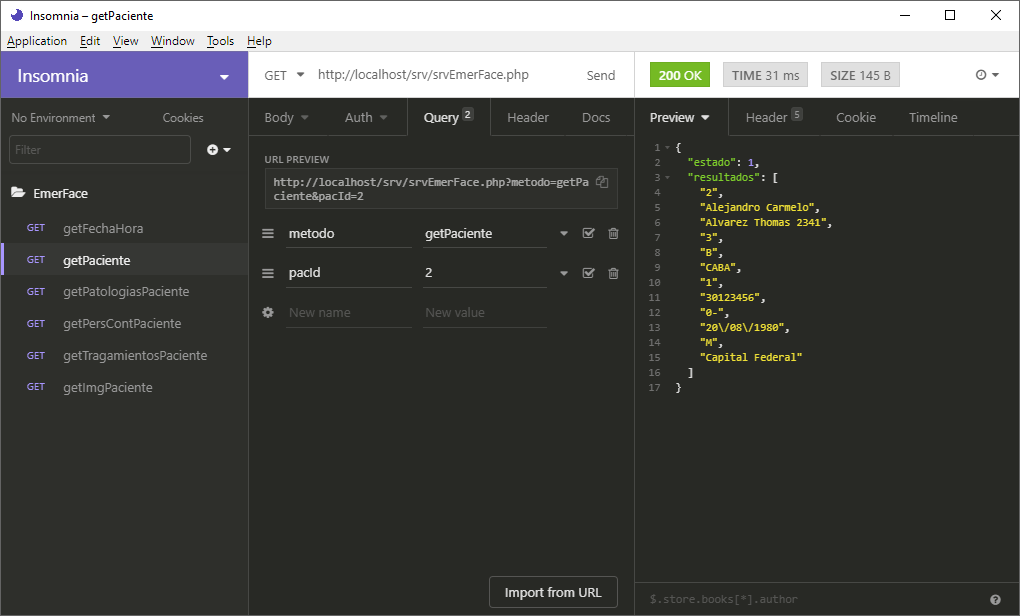 Insomnia – getPaciente
Application Edit View Window Tools Help
Insomnia
GET http://localhost/srv/srvEmerFace.php Send
200 OK TIME 31 ms SIZE 145 B
No Environment Cookies
Filter
EmerFace
GET getFechaHora
GET getPaciente
GET getPatologiasPaciente
GET getPersContPaciente
GET getTragamientosPaciente
GET getImgPaciente
Body Auth Query 2 Header Docs
URL PREVIEW
http://localhost/srv/srvEmerFace.php?metodo=getPa
ciente&pacId=2
metodo getPaciente
pacId 2
New name New value
Import from URL
Preview Header 5 Cookie Timeline
1 {
2 "estado": 1,
3 "resultados": [
4 "2",
5 "Alejandro Carmelo",
6 "Alvarez Thomas 2341",
7 "3",
8 "B",
9 "CABA",
10 "1",
11 "30123456",
12 "0-",
13 "20\/08\/1980",
14 "M",
15 "Capital Federal"
16 ]
17 }
$.store.books[*].author